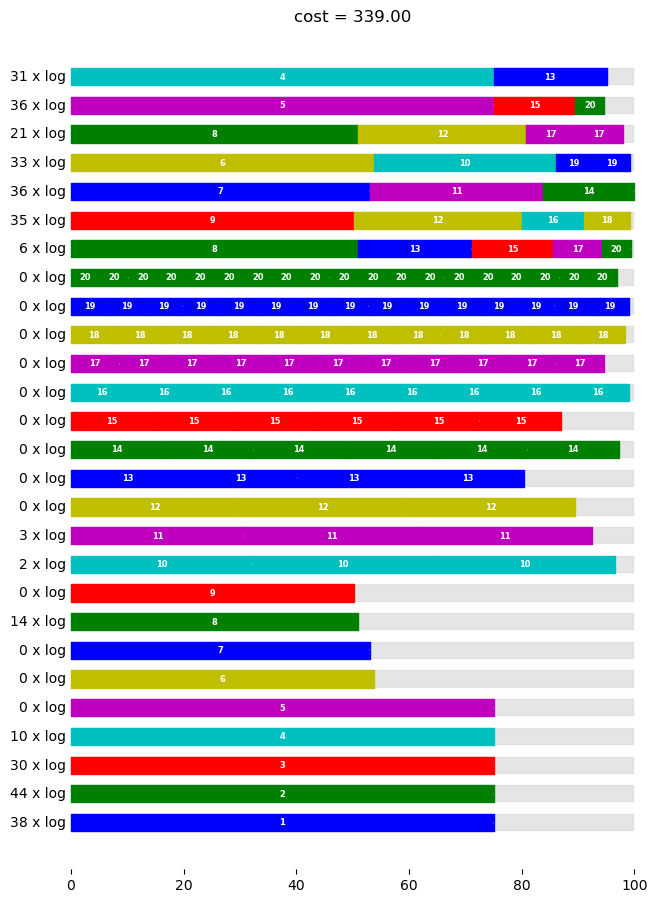 cost = 339.00
31 x log 4 13
36 x log 5 15 20
21 x log 8 12 17 17
33 x log 6 10 19 19
36 x log 7 11 14
35 x log 9 12 16 18
6 x log 8 13 15 17 20
0 x log 20 20 20 20 20 20 20 20 20 20 20 20 20 20 20 20 20 20 20
0 x log 19 19 19 19 19 19 19 19 19 19 19 19 19 19 19
0 x log 18 18 18 18 18 18 18 18 18 18 18 18
0 x log 17 17 17 17 17 17 17 17 17 17 17
0 x log 16 16 16 16 16 16 16 16 16
0 x log 15 15 15 15 15 15
0 x log 14 14 14 14 14 14
0 x log 13 13 13 13
0 x log 12 12 12
3 x log 11 11 11
2 x log 10 10 10
0 x log 9
14 x log 8
0 x log 7
0 x log 6
0 x log 5
10 x log 4
30 x log 3
44 x log 2
38 x log 1
0 20 40 60 80 100